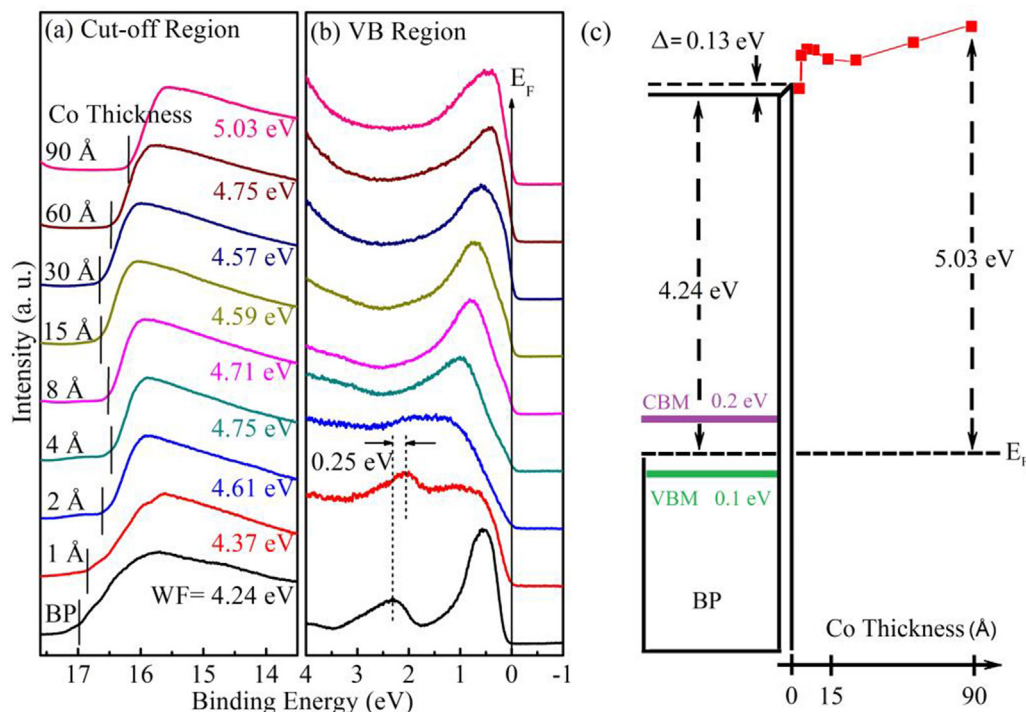 (a) Cut-off Region
Co Thickness
90 Å
5.03 eV
60 Å
4.75 eV
30 Å
4.57 eV
15 Å
4.59 eV
8 Å
4.71 eV
4 Å
4.75 eV
2 Å
4.61 eV
1 Å
4.37 eV
BP
WF= 4.24 eV
Intensity (a. u.)
17 16 15 14
(b) VB Region
E_F
0.25 eV
4 3 2 1 0 -1
Binding Energy (eV)
(c)
Δ= 0.13 eV
4.24 eV
5.03 eV
CBM 0.2 eV
E_F
VBM 0.1 eV
BP
Co Thickness (Å)
0 15 90